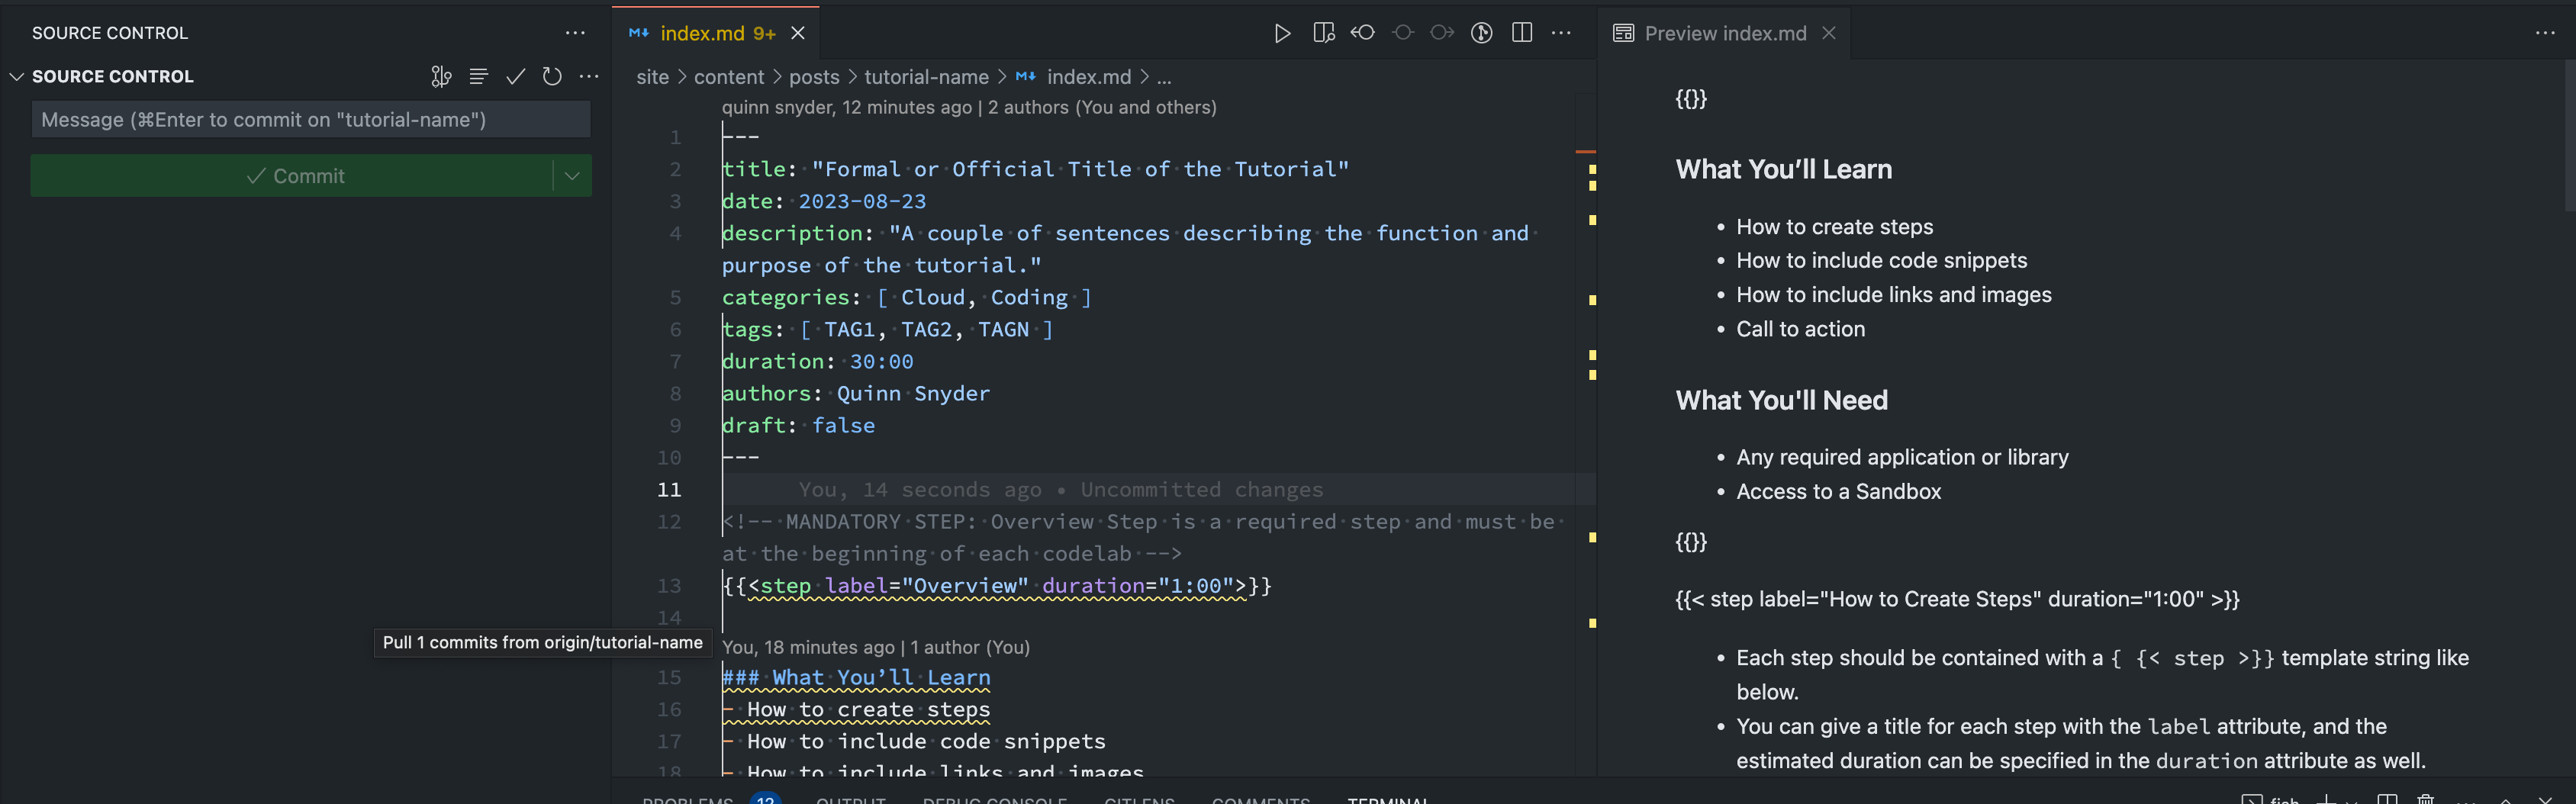 SOURCE CONTROL
SOURCE CONTROL
Message (⌘Enter to commit on "tutorial-name")
Commit
Pull 1 commits from origin/tutorial-name
index.md 9+
site > content > posts > tutorial-name > index.md > ...
quinn snyder, 12 minutes ago | 2 authors (You and others)
1 ---
2 title: "Formal or Official Title of the Tutorial"
3 date: 2023-08-23
4 description: "A couple of sentences describing the function and
purpose of the tutorial."
5 categories: [ Cloud, Coding ]
6 tags: [ TAG1, TAG2, TAGN ]
7 duration: 30:00
8 authors: Quinn Snyder
9 draft: false
10 ---
11 You, 14 seconds ago • Uncommitted changes
12 <!-- MANDATORY STEP: Overview Step is a required step and must be
at the beginning of each codelab -->
13 {{<step label="Overview" duration="1:00">}}
14
You, 18 minutes ago | 1 author (You)
15 ### What You’ll Learn
16 - How to create steps
17 - How to include code snippets
18 - How to include links and images
PROBLEMS 12 OUTPUT DEBUG CONSOLE GITLENS COMMENTS TERMINAL
fish
Preview index.md
{{}}
What You’ll Learn
• How to create steps
• How to include code snippets
• How to include links and images
• Call to action
What You'll Need
• Any required application or library
• Access to a Sandbox
{{}}
{{< step label="How to Create Steps" duration="1:00" >}}
• Each step should be contained with a { {< step >}} template string like
below.
• You can give a title for each step with the label attribute, and the
estimated duration can be specified in the duration attribute as well.